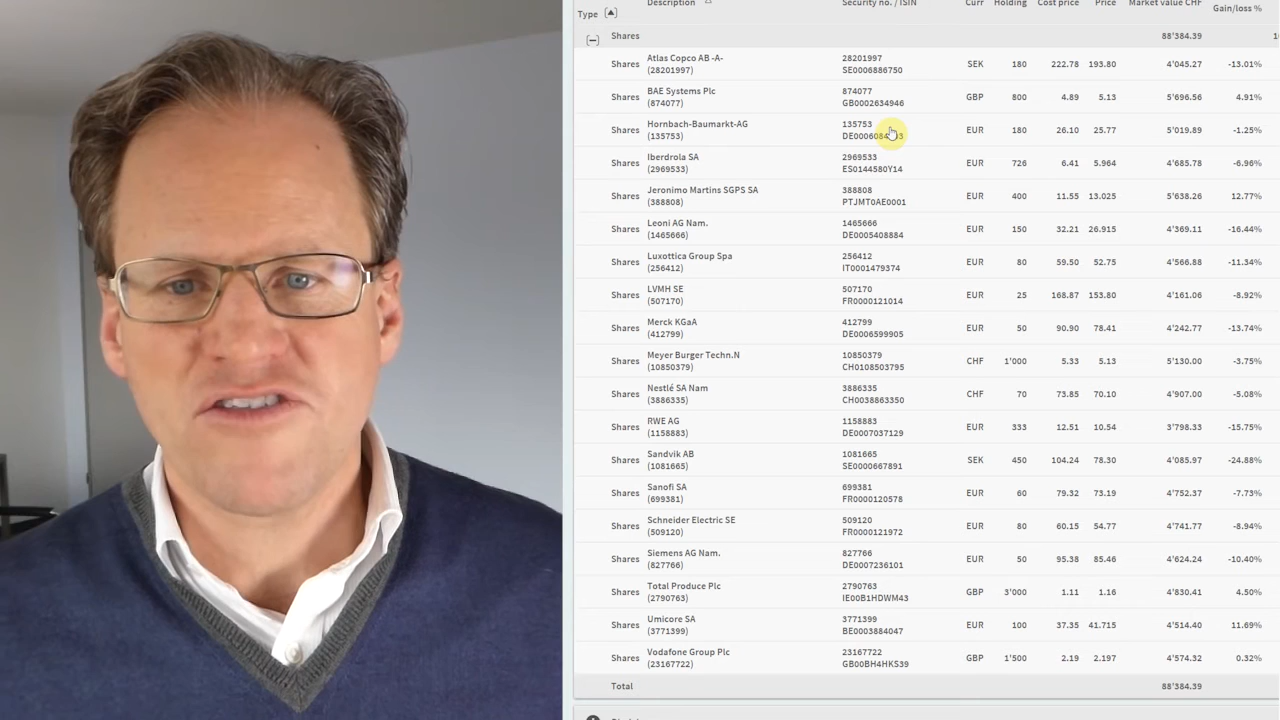 Description Security no. / ISIN Curr Holding Cost price Price Market value CHF Gain/loss %
Type
Shares 88'384.39
Shares Atlas Copco AB -A- 28201997 SEK 180 222.78 193.80 4'045.27 -13.01%
(28201997) SE0006886750
Shares BAE Systems Plc 874077 GBP 800 4.89 5.13 5'696.56 4.91%
(874077) GB0002634946
Shares Hornbach-Baumarkt-AG 135753 EUR 180 26.10 25.77 5'019.89 -1.25%
(135753)
Shares Iberdrola SA 2969533 EUR 726 6.41 5.964 4'685.78 -6.96%
(2969533) ES0144580Y14
Shares Jeronimo Martins SGPS SA 388808 EUR 400 11.55 13.025 5'638.26 12.77%
(388808) PTJMT0AE0001
Shares Leoni AG Nam. 1465666 EUR 150 32.21 26.915 4'369.11 -16.44%
(1465666) DE0005408884
Shares Luxottica Group Spa 256412 EUR 80 59.50 52.75 4'566.88 -11.34%
(256412) IT0001479374
Shares LVMH SE 507170 EUR 25 168.87 153.80 4'161.06 -8.92%
(507170) FR0000121014
Shares Merck KGaA 412799 EUR 50 90.90 78.41 4'242.77 -13.74%
(412799) DE0006599905
Shares Meyer Burger Techn.N 10850379 CHF 1'000 5.33 5.13 5'130.00 -3.75%
(10850379) CH0108503795
Shares Nestlé SA Nam 3886335 CHF 70 73.85 70.10 4'907.00 -5.08%
(3886335) CH0038863350
Shares RWE AG 1158883 EUR 333 12.51 10.54 3'798.33 -15.75%
(1158883) DE0007037129
Shares Sandvik AB 1081665 SEK 450 104.24 78.30 4'085.97 -24.88%
(1081665) SE0000667891
Shares Sanofi SA 699381 EUR 60 79.32 73.19 4'752.37 -7.73%
(699381) FR0000120578
Shares Schneider Electric SE 509120 EUR 80 60.15 54.77 4'741.77 -8.94%
(509120) FR0000121972
Shares Siemens AG Nam. 827766 EUR 50 95.38 85.46 4'624.24 -10.40%
(827766) DE0007236101
Shares Total Produce Plc 2790763 GBP 3'000 1.11 1.16 4'830.41 4.50%
(2790763) IE00B1HDWM43
Shares Umicore SA 3771399 EUR 100 37.35 41.715 4'514.40 11.69%
(3771399) BE0003884047
Shares Vodafone Group Plc 23167722 GBP 1'500 2.19 2.197 4'574.32 0.32%
(23167722) GB00BH4HKS39
Total 88'384.39